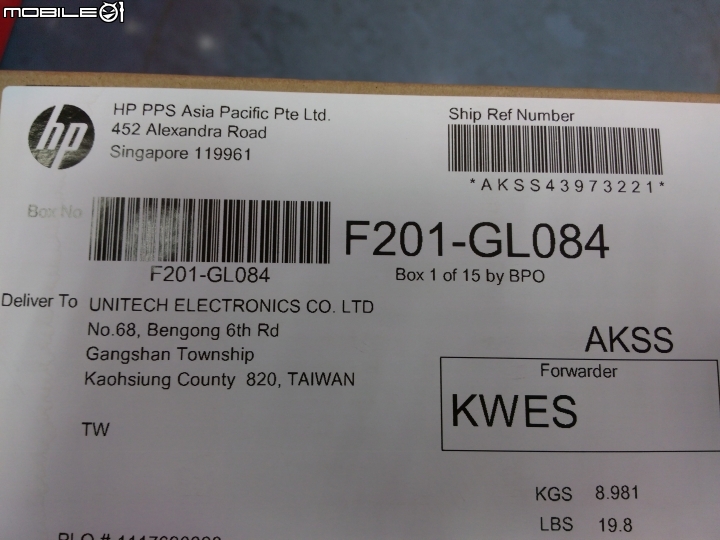 MOBILE01
hp
HP PPS Asia Pacific Pte Ltd.
452 Alexandra Road
Singapore 119961
Ship Ref Number
*AKSS43973221*
Box No
F201-GL084
F201-GL084
Box 1 of 15 by BPO
Deliver To UNITECH ELECTRONICS CO. LTD
No.68, Bengong 6th Rd
Gangshan Township
Kaohsiung County 820, TAIWAN
TW
AKSS
Forwarder
KWES
KGS 8.981
LBS 19.8